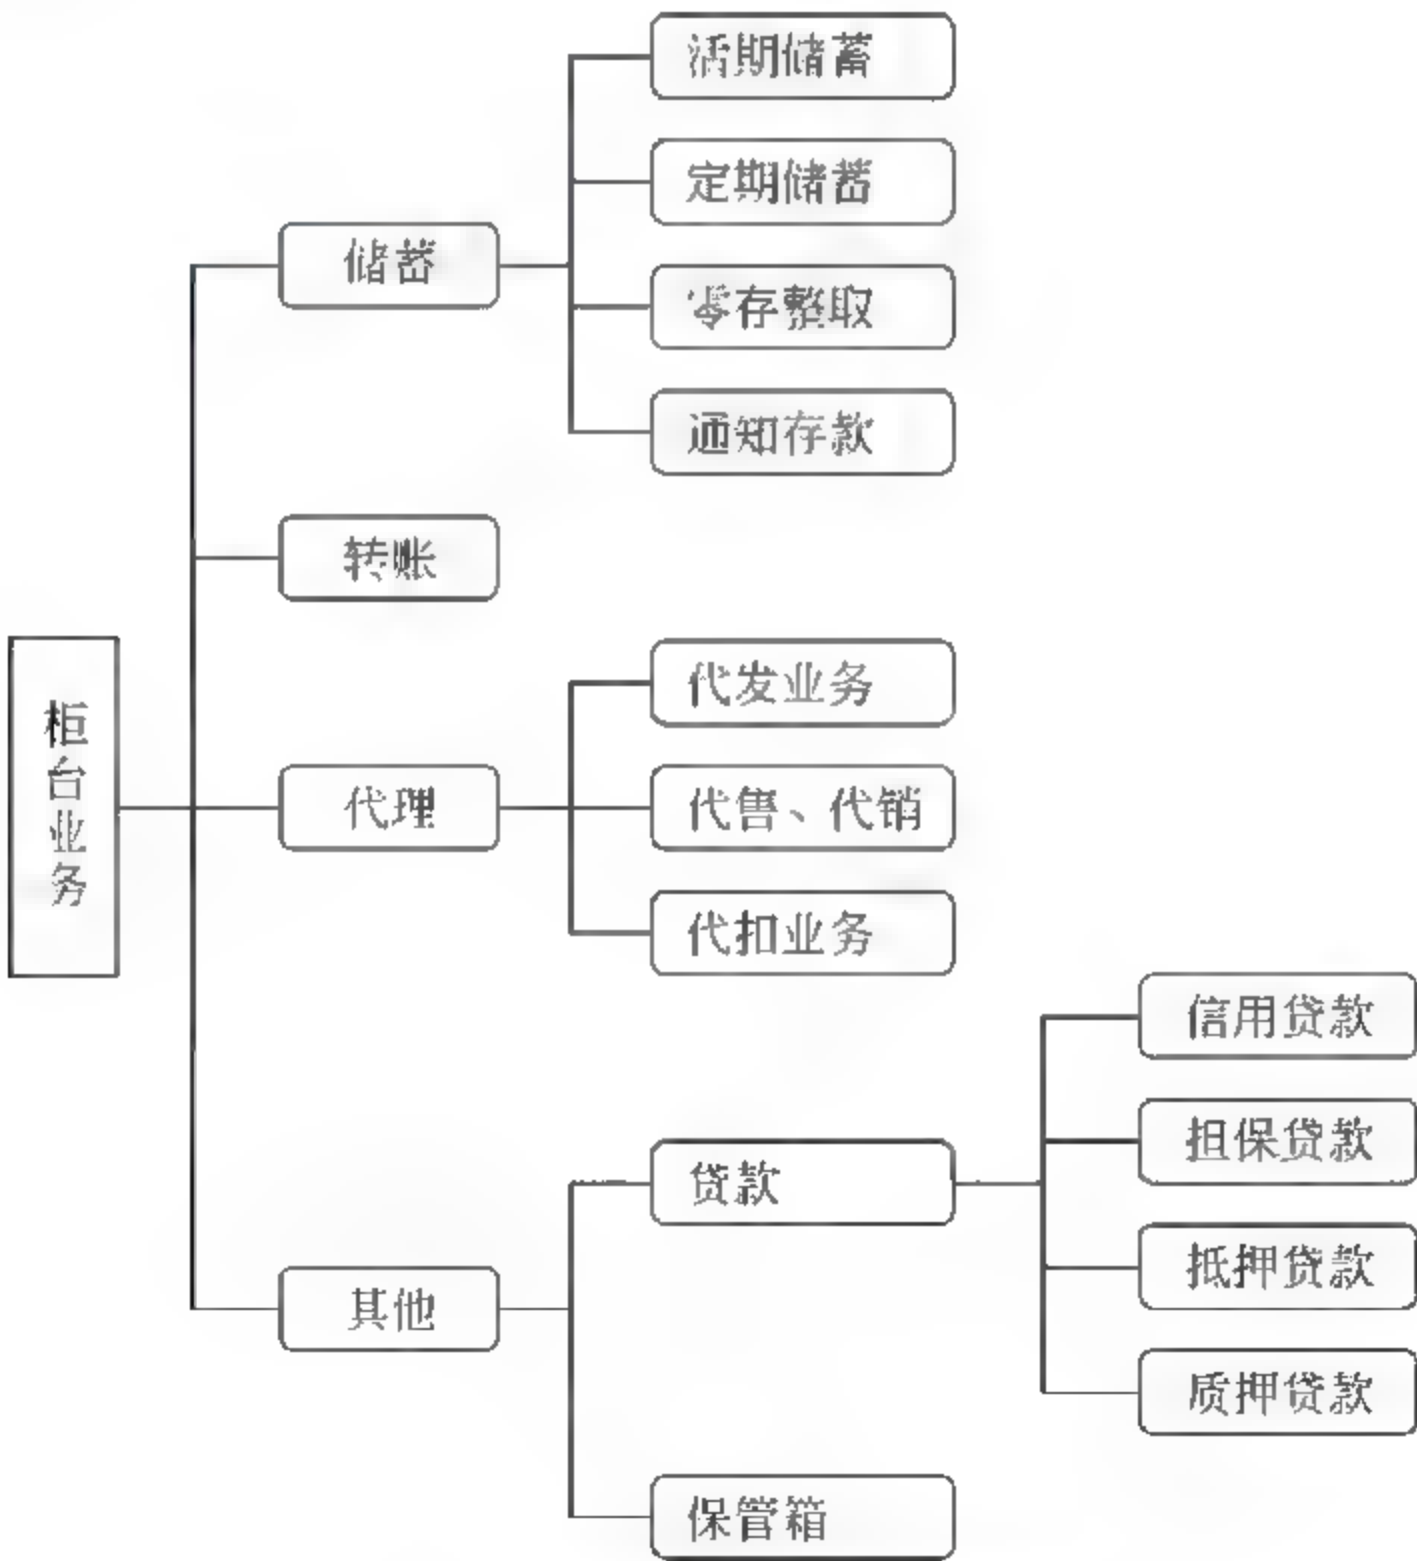 柜台业务
储蓄
活期储蓄
定期储蓄
零存整取
通知存款
转账
代理
代发业务
代售、代销
代扣业务
其他
贷款
信用贷款
担保贷款
抵押贷款
质押贷款
保管箱